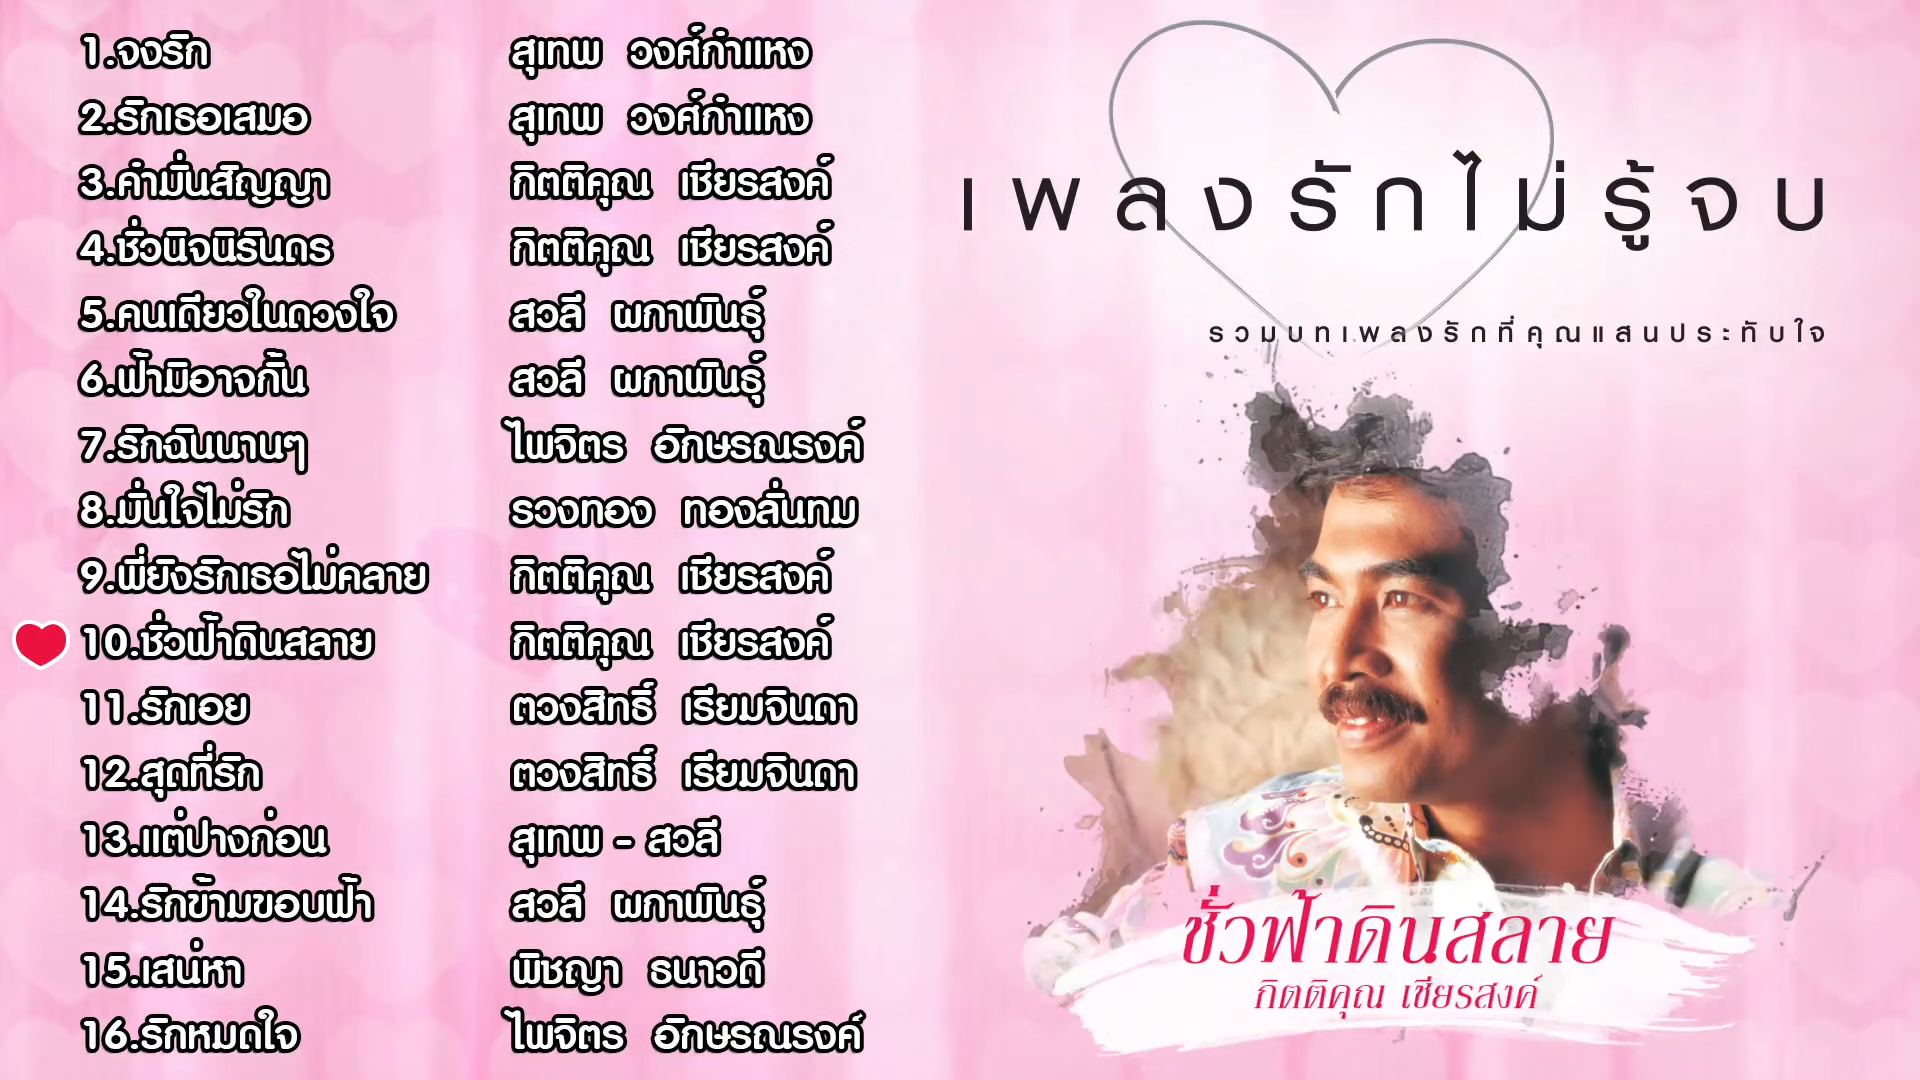 1.จงรัก สุเทพ วงศ์กำแหง
2.รักเธอเสมอ สุเทพ วงศ์กำแหง
3.คำมั่นสัญญา กิตติคุณ เชียรสงค์
4.ชั่วนิจนิรันดร กิตติคุณ เชียรสงค์
5.คนเดียวในดวงใจ สวลี ผกาพันธุ์
6.ฟ้ามิอาจกั้น สวลี ผกาพันธุ์
7.รักฉันนานๆ ไพจิตร อักษรณรงค์
8.มั่นใจไม่รัก รวงทอง ทองลั่นทม
9.พี่ยังรักเธอไม่คลาย กิตติคุณ เชียรสงค์
10.ชั่วฟ้าดินสลาย กิตติคุณ เชียรสงค์
11.รักเอย ตวงสิทธิ์ เรียมจินดา
12.สุดที่รัก ตวงสิทธิ์ เรียมจินดา
13.แต่ปางก่อน สุเทพ - สวลี
14.รักข้ามขอบฟ้า สวลี ผกาพันธุ์
15.เสน่หา พิชญา ธนาวดี
16.รักหมดใจ ไพจิตร อักษรณรงค์
เพลงรักไม่รู้จบ
รวมบทเพลงรักที่คุณแสนประทับใจ
ชั่วฟ้าดินสลาย
กิตติคุณ เชียรสงค์